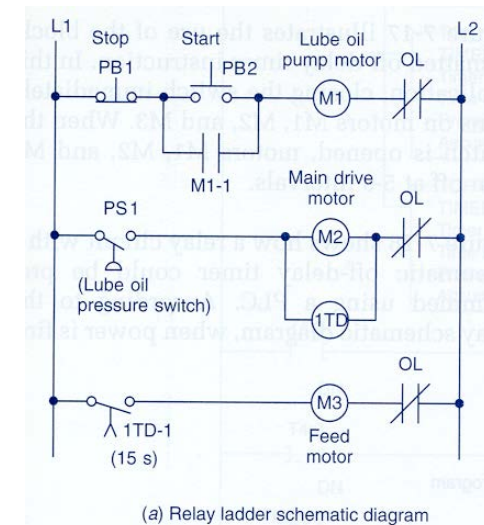 L1
L2
Stop
Start
Lube oil
pump motor
PB1
PB2
OL
M1
M1-1
Main drive
motor
OL
PS1
M2
(Lube oil
pressure switch)
1TD
OL
M3
1TD-1
(15 s)
Feed
motor
(a) Relay ladder schematic diagram